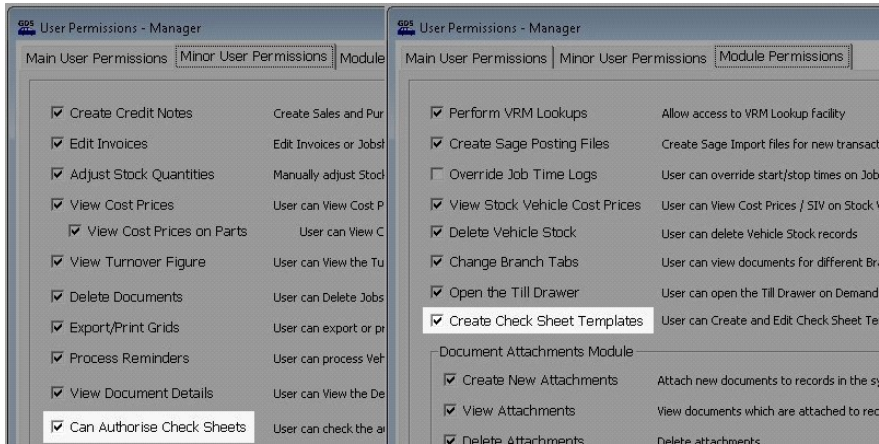 GDS User Permissions - Manager
Main User Permissions Minor User Permissions Module
Create Credit Notes Create Sales and Pur
Edit Invoices Edit Invoices or Jobsh
Adjust Stock Quantities Manually adjust Stock
View Cost Prices User can View Cost P
View Cost Prices on Parts User can View C
View Turnover Figure User can View the Tu
Delete Documents User can Delete Jobs
Export/Print Grids User can export or pr
Process Reminders User can process Veh
View Document Details User can View the De
Can Authorise Check Sheets User can check the a
GDS User Permissions - Manager
Main User Permissions Minor User Permissions Module Permissions
Perform VRM Lookups Allow access to VRM Lookup facility
Create Sage Posting Files Create Sage Import files for new transact
Override Job Time Logs User can override start/stop times on Job
View Stock Vehicle Cost Prices User can View Cost Prices / SIV on Stock
Delete Vehicle Stock User can delete Vehicle Stock records
Change Branch Tabs User can view documents for different Br
Open the Till Drawer User can open the Till Drawer on Demand
Create Check Sheet Templates User can Create and Edit Check Sheet Te
Document Attachments Module
Create New Attachments Attach new documents to records in the s
View Attachments View documents which are attached to rec
Delete Attachments Delete attachments